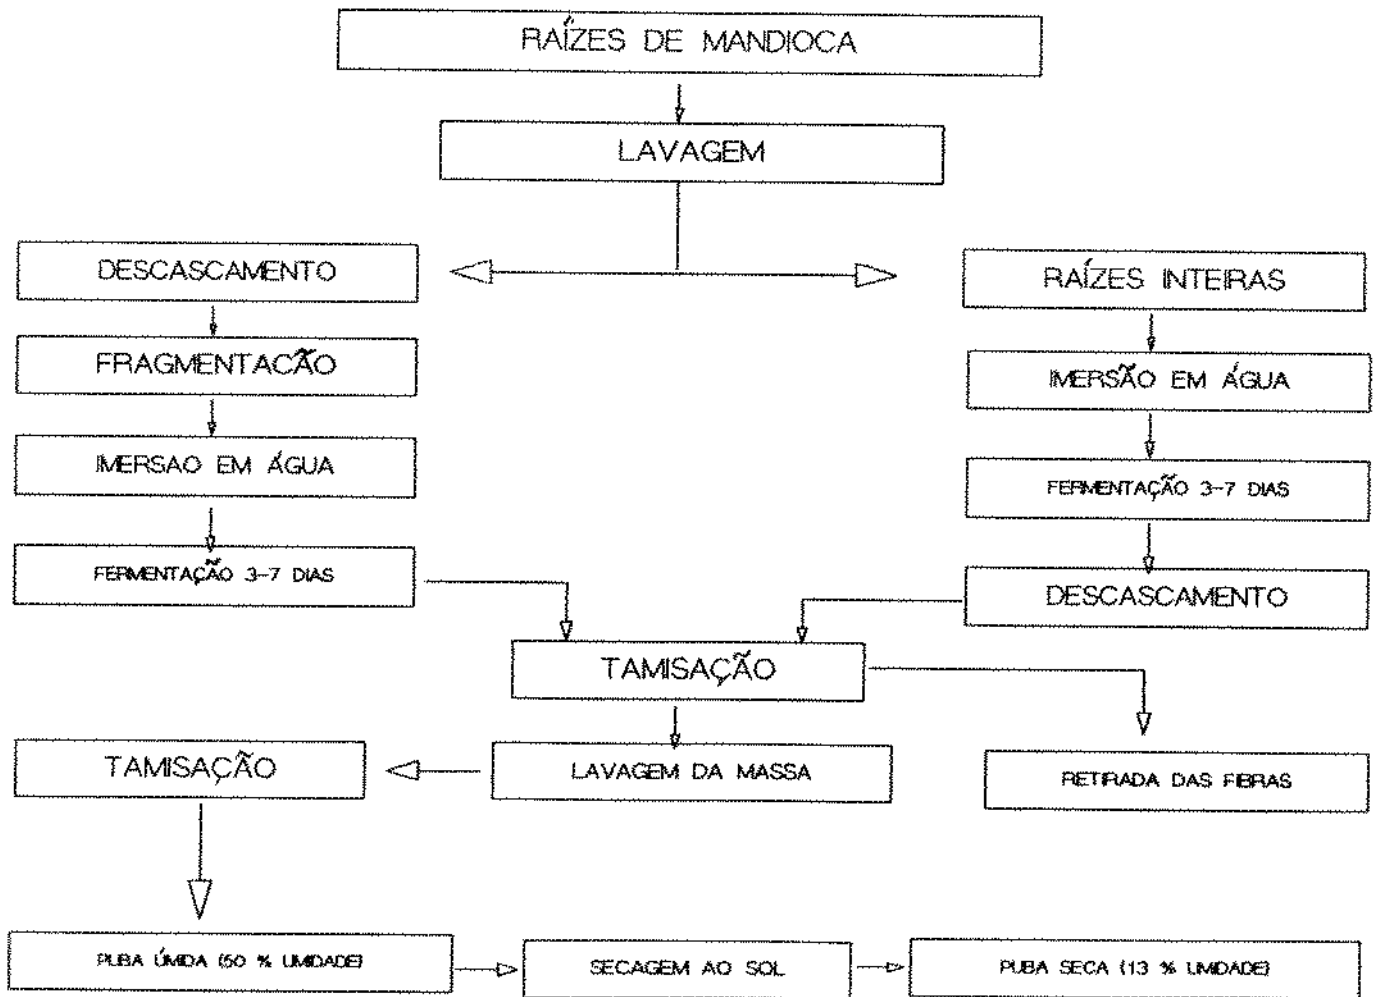 RAÍZES DE MANDIOCA
LAVAGEM
DESCASCAMENTO
RAÍZES INTEIRAS
FRAGMENTACÃO
IMERSÃO EM ÁGUA
IMERSAO EM ÁGUA
FERMENTAÇÃO 3-7 DIAS
FERMENTAÇÃO 3-7 DIAS
DESCASCAMENTO
TAMISAÇÃO
TAMISAÇÃO
LAVAGEM DA MASSA
RETIRADA DAS FIBRAS
PUBA ÚMIDA (50 % UMIDADE)
SECAGEM AO SOL
PUBA SECA (13 % UMIDADE)